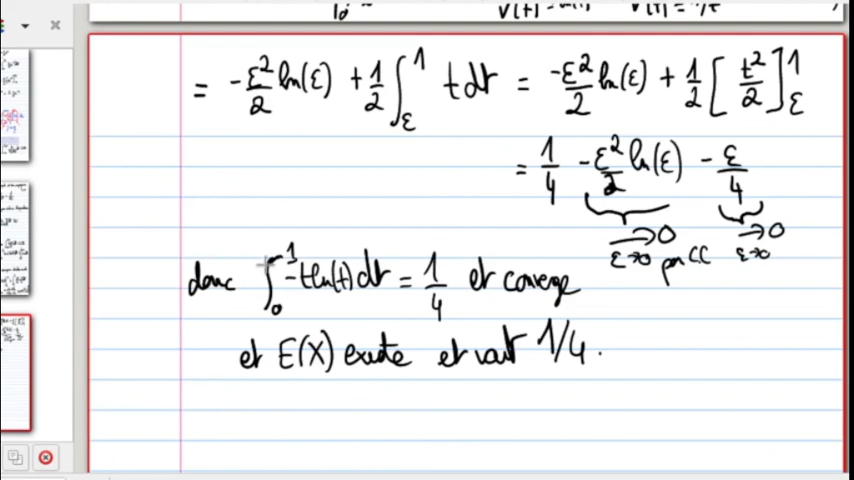 = -ε²/2 ln(ε) + 1/2 ∫_ε^1 t dt = -ε²/2 ln(ε) + 1/2 [t²/2]_ε^1
= 1/4 - ε²/2 ln(ε) - ε/4
→0 →0
ε→0 par CC ε→0
donc ∫_0^1 -t ln(t) dt = 1/4 et converge
et E(X) existe et vaut 1/4.